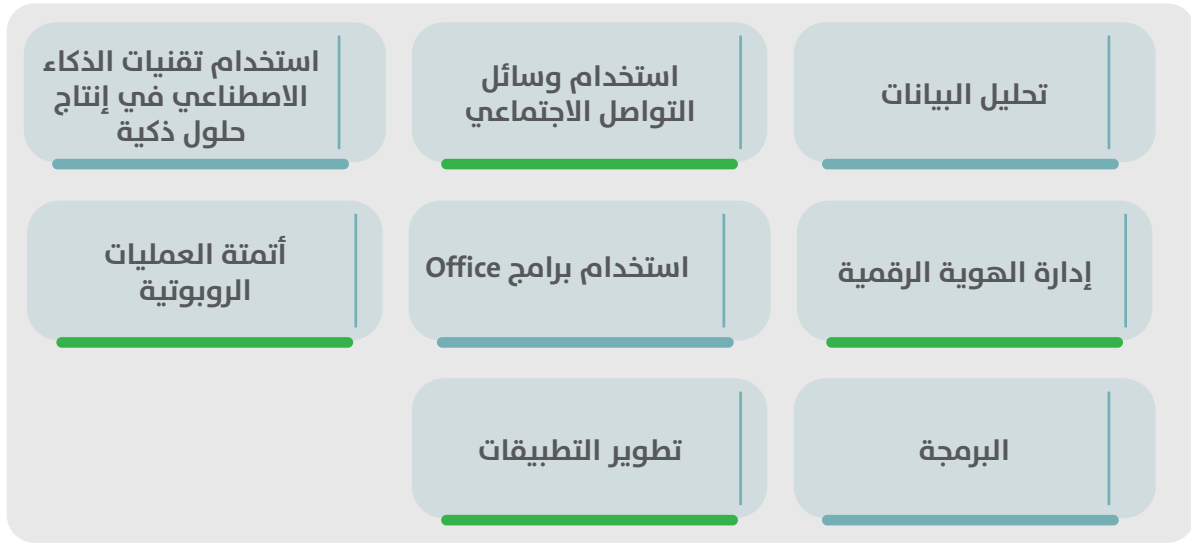 تحليل البيانات
استخدام وسائل
التواصل الاجتماعي
استخدام تقنيات الذكاء
الاصطناعي في إنتاج
حلول ذكية
إدارة الهوية الرقمية
استخدام برامج Office
أتمتة العمليات
الروبوتية
البرمجة
تطوير التطبيقات